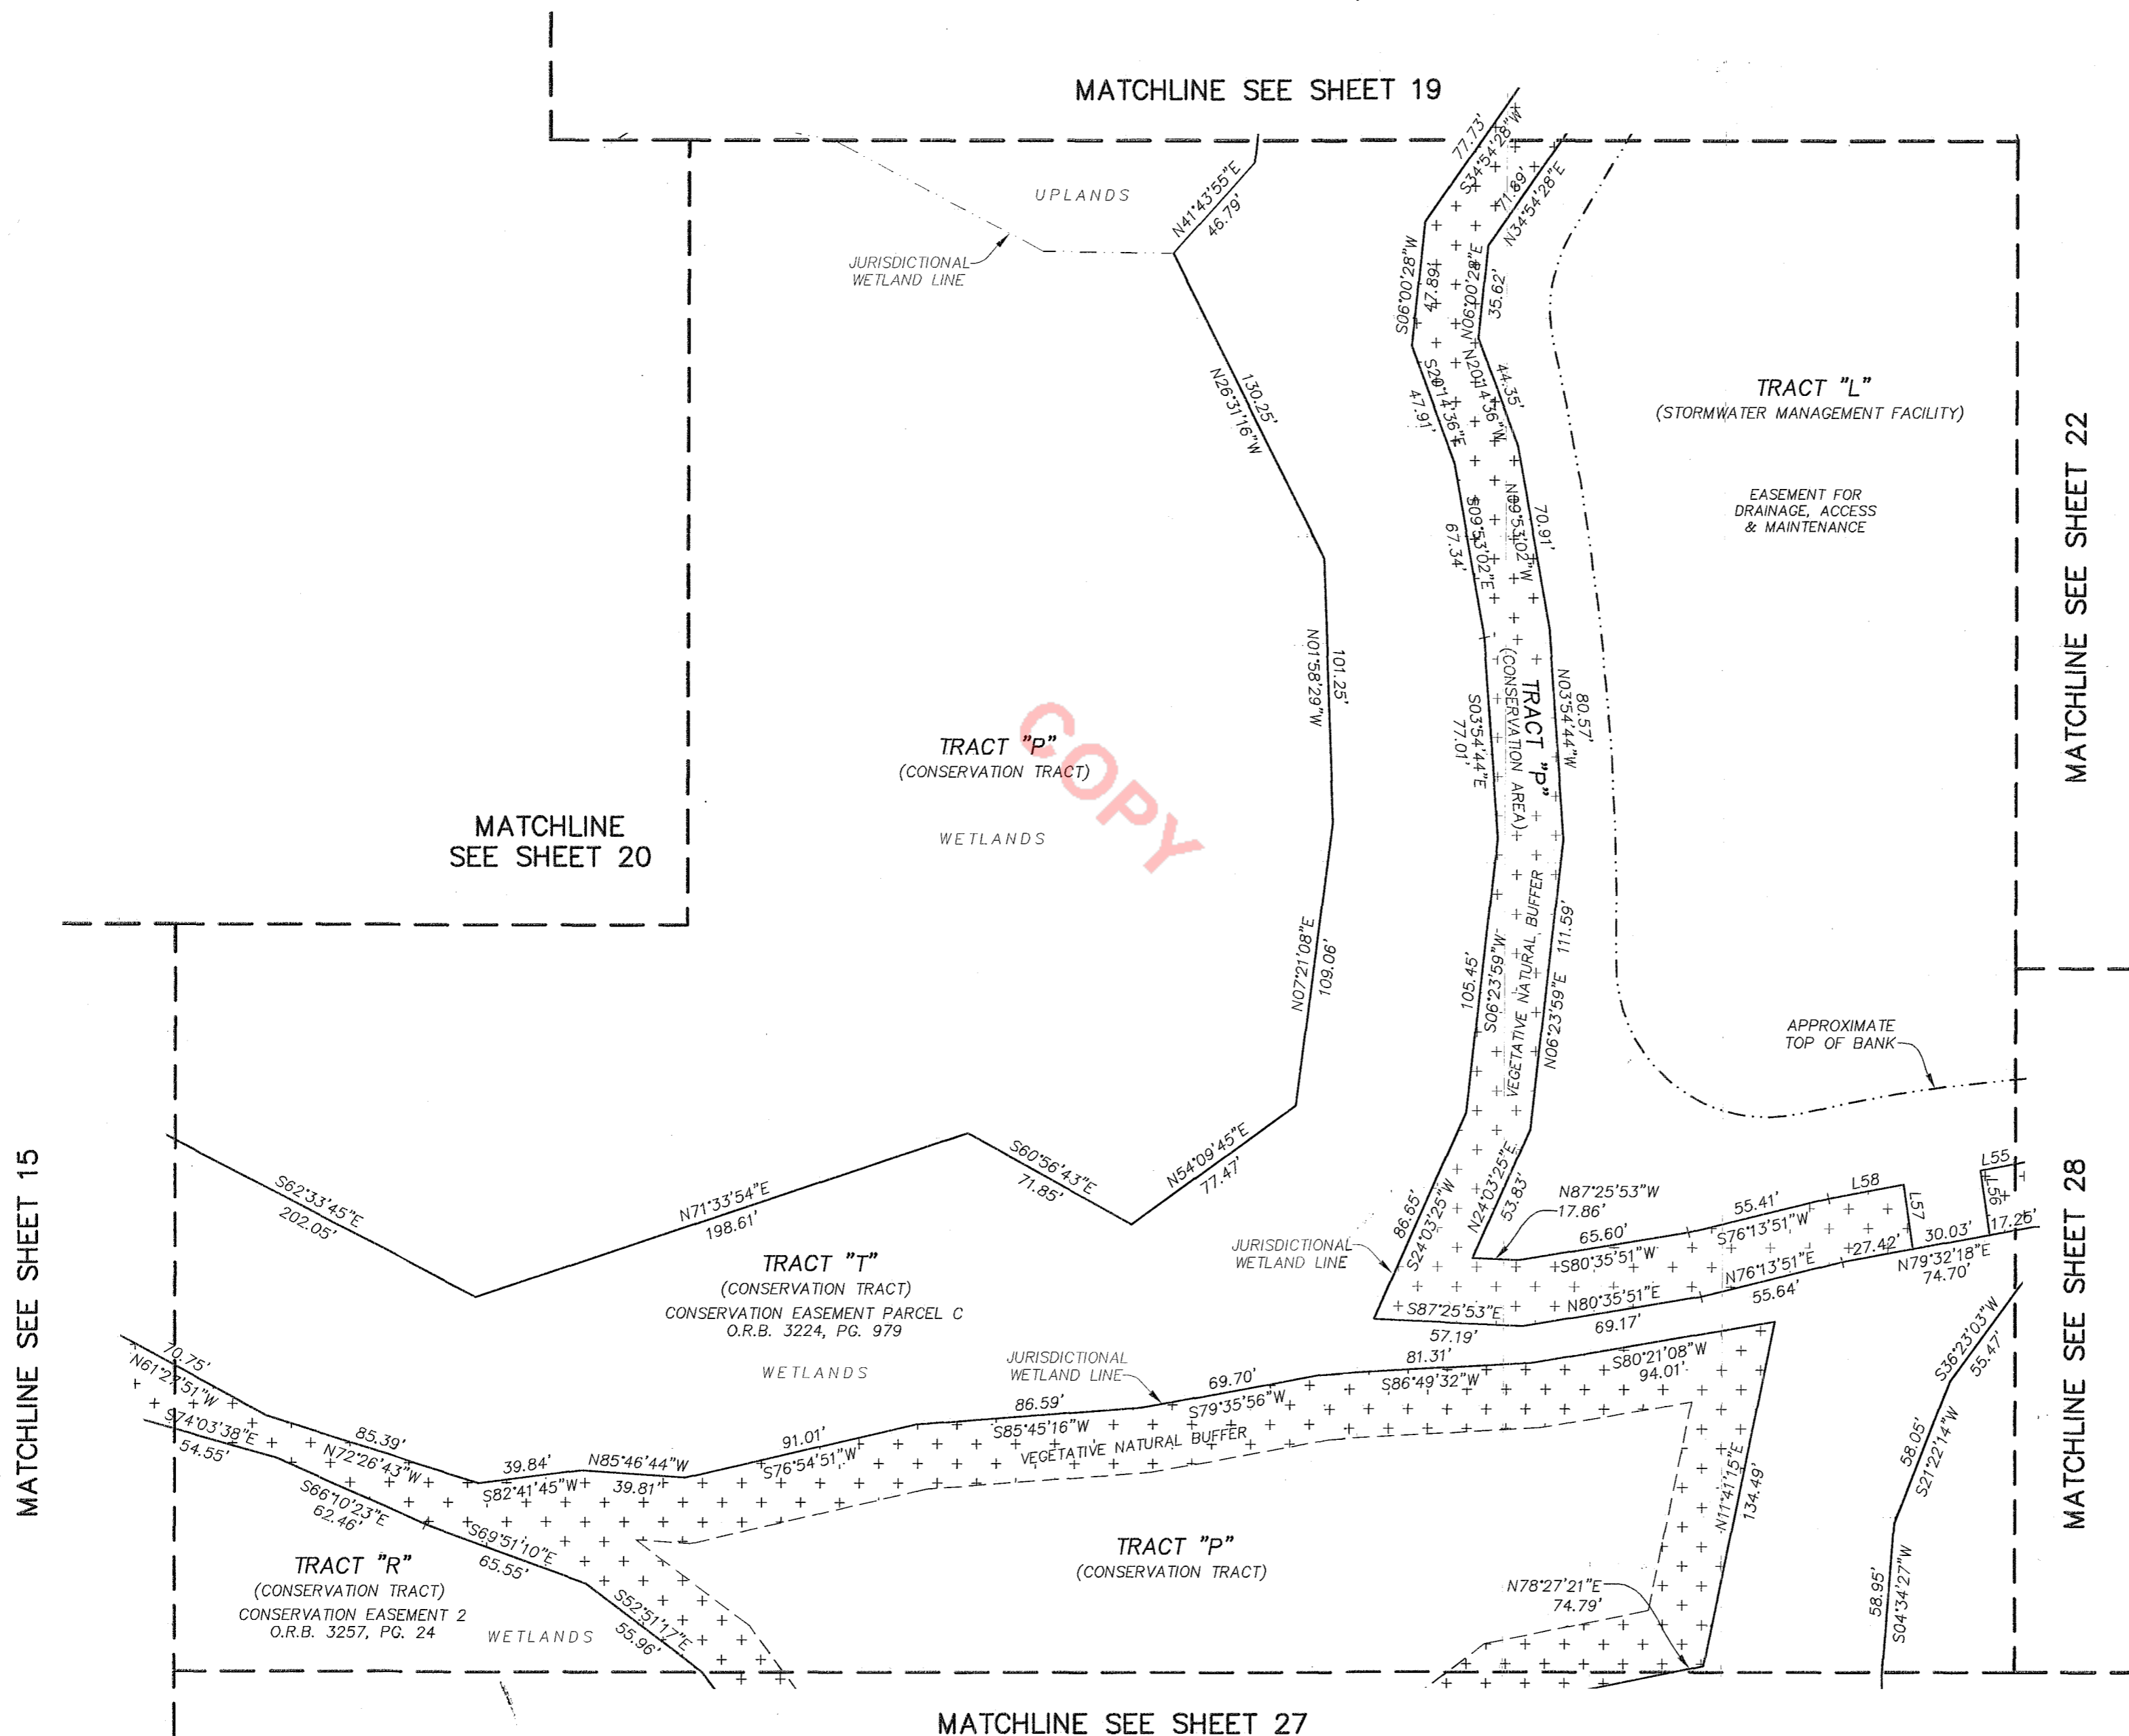 MATCHLINE SEE SHEET 19
UPLANDS
JURISDICTIONAL
WETLAND LINE
N41°43'55"E
46.79'
77.73'
S34°54'28"W
71.89'
N34°54'28"E
S06°00'28"W
47.89'
N06°00'28"E
35.62'
S20°14'36"E
47.91'
N20°14'36"W
44.35'
130.25'
N26°31'16"W
S09°53'02"E
67.34'
N09°53'02"W
70.91'
TRACT "L"
(STORMWATER MANAGEMENT FACILITY)
EASEMENT FOR
DRAINAGE, ACCESS
& MAINTENANCE
MATCHLINE SEE SHEET 22
101.25'
N01°58'29"W
S03°54'44"E
77.01'
TRACT "P"
(CONSERVATION AREA)
N03°54'44"W
80.57'
TRACT "P"
(CONSERVATION TRACT)
WETLANDS
COPY
MATCHLINE
SEE SHEET 20
N07°21'08"E
109.06'
105.45'
S06°23'59"W
VEGETATIVE NATURAL BUFFER
N06°23'59"E 111.59'
APPROXIMATE
TOP OF BANK
MATCHLINE SEE SHEET 15
S62°33'45"E
202.05'
N71°33'54"E
198.61'
S60°56'43"E
71.85'
N54°09'45"E
77.47'
86.65'
S24°03'25"W
N24°03'25"E
53.83'
N87°25'53"W
17.86'
65.60'
S80°35'51"W
55.41'
S76°13'51"W
L58
L57
L55
L56
17.26'
30.03'
27.42'
N79°32'18"E
74.70'
N76°13'51"E
55.64'
N80°35'51"E
69.17'
S87°25'53"E
57.19'
JURISDICTIONAL
WETLAND LINE
MATCHLINE SEE SHEET 28
TRACT "T"
(CONSERVATION TRACT)
CONSERVATION EASEMENT PARCEL C
O.R.B. 3224, PG. 979
WETLANDS
JURISDICTIONAL
WETLAND LINE
70.75'
N61°27'51"W
S74°03'38"E
54.55'
85.39'
N72°26'43"W
39.84'
S82°41'45"W
N85°46'44"W
39.81'
91.01'
S76°54'51"W
86.59'
S85°45'16"W
VEGETATIVE NATURAL BUFFER
69.70'
S79°35'56"W
81.31'
S86°49'32"W
S80°21'08"W
94.01'
S36°23'03"W
55.47'
58.05'
S21°22'14"W
58.95'
S04°34'27"W
N11°41'15"E
134.49'
S66°10'23"E
62.46'
S69°51'10"E
65.55'
S52°51'17"E
55.96'
TRACT "R"
(CONSERVATION TRACT)
CONSERVATION EASEMENT 2
O.R.B. 3257, PG. 24
WETLANDS
TRACT "P"
(CONSERVATION TRACT)
N78°27'21"E
74.79'
MATCHLINE SEE SHEET 27